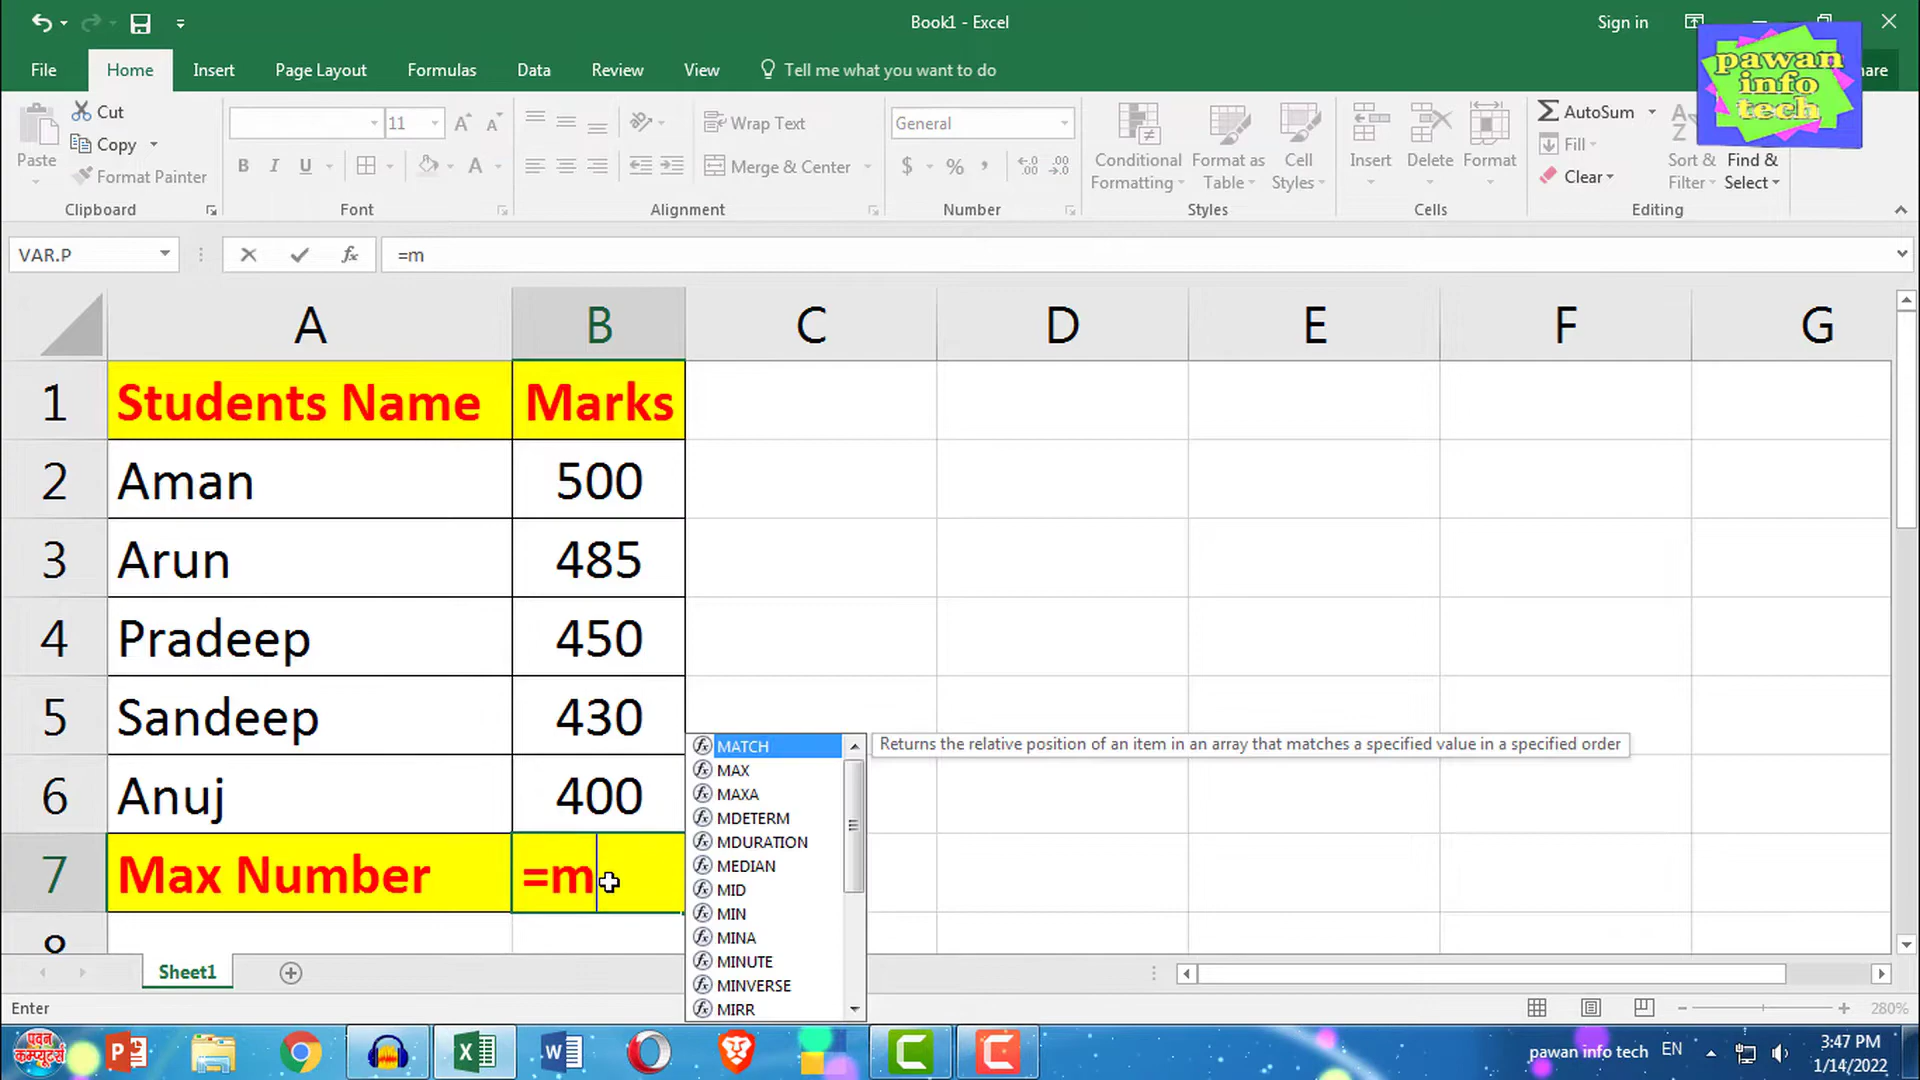 Book1 - Excel
Sign in
File Home Insert Page Layout Formulas Data Review View Tell me what you want to do
pawan
info
tech
are
Paste
Cut
Copy
Format Painter
Clipboard
11
B I U A
Font
Wrap Text
Merge & Center
Alignment
General
$ % ,
Number
Conditional
Formatting
Format as
Table
Cell
Styles
Styles
Insert
Delete
Format
Cells
AutoSum
Fill
Clear
Sort &
Filter
Find &
Select
Editing
VAR.P
fx
=m
A B C D E F G
1 Students Name Marks
2 Aman 500
3 Arun 485
4 Pradeep 450
5 Sandeep 430
6 Anuj 400
7 Max Number =m
8
MATCH
MAX
MAXA
MDETERM
MDURATION
MEDIAN
MID
MIN
MINA
MINUTE
MINVERSE
MIRR
Returns the relative position of an item in an array that matches a specified value in a specified order
Sheet1
Enter
280%
पवन
कम्प्यूटर्स
pawan info tech
EN
3:47 PM
1/14/2022